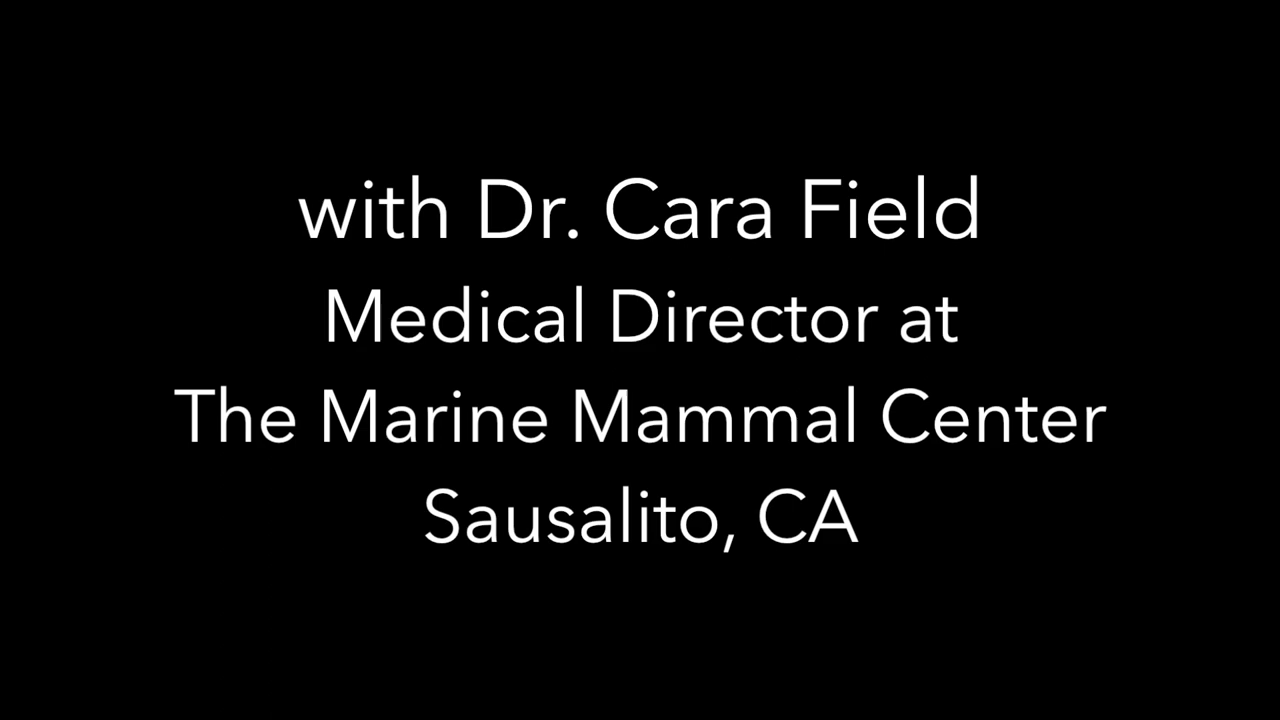 with Dr. Cara Field
Medical Director at
The Marine Mammal Center
Sausalito, CA